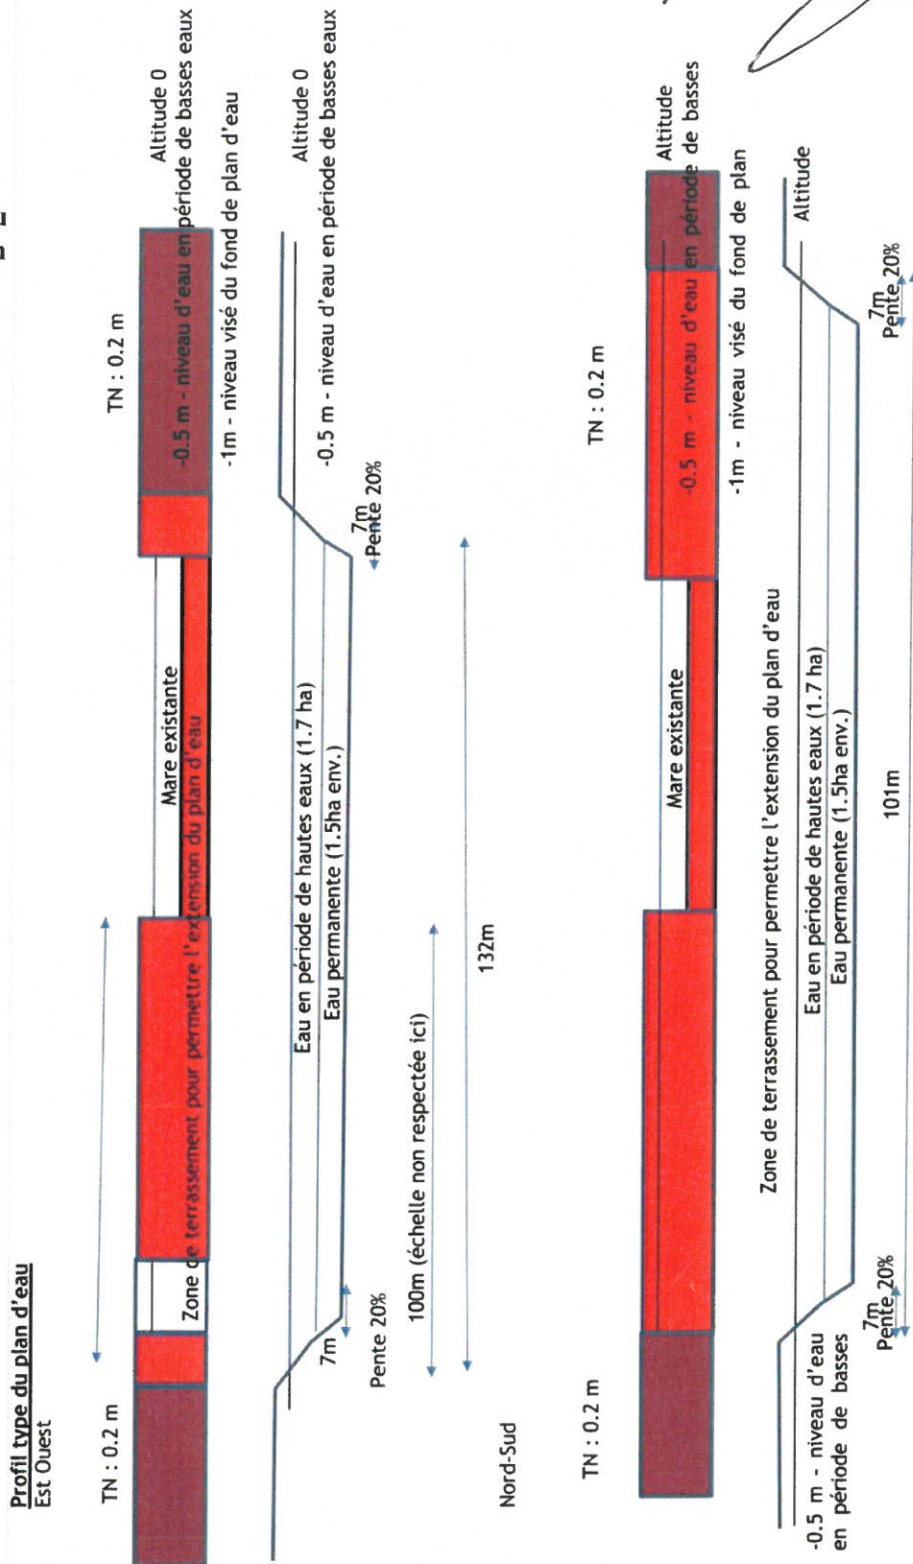 Profil type du plan d'eau
Est Ouest
TN : 0.2 m
TN : 0.2 m
Altitude 0
-0.5 m - niveau d'eau en période de basses eaux
-1m - niveau visé du fond de plan d'eau
Mare existante
Zone de terrassement pour permettre l'extension du plan d'eau
Altitude 0
-0.5 m - niveau d'eau en période de basses eaux
Eau en période de hautes eaux (1.7 ha)
Eau permanente (1.5ha env.)
7m
Pente 20%
7m
Pente 20%
100m (échelle non respectée ici)
132m
Nord-Sud
TN : 0.2 m
TN : 0.2 m
Altitude
-0.5 m - niveau d'eau en période de basses
-1m - niveau visé du fond de plan
Mare existante
Zone de terrassement pour permettre l'extension du plan d'eau
Altitude
Eau en période de hautes eaux (1.7 ha)
Eau permanente (1.5ha env.)
-0.5 m - niveau d'eau
en période de basses
7m
Pente 20%
7m
Pente 20%
101m